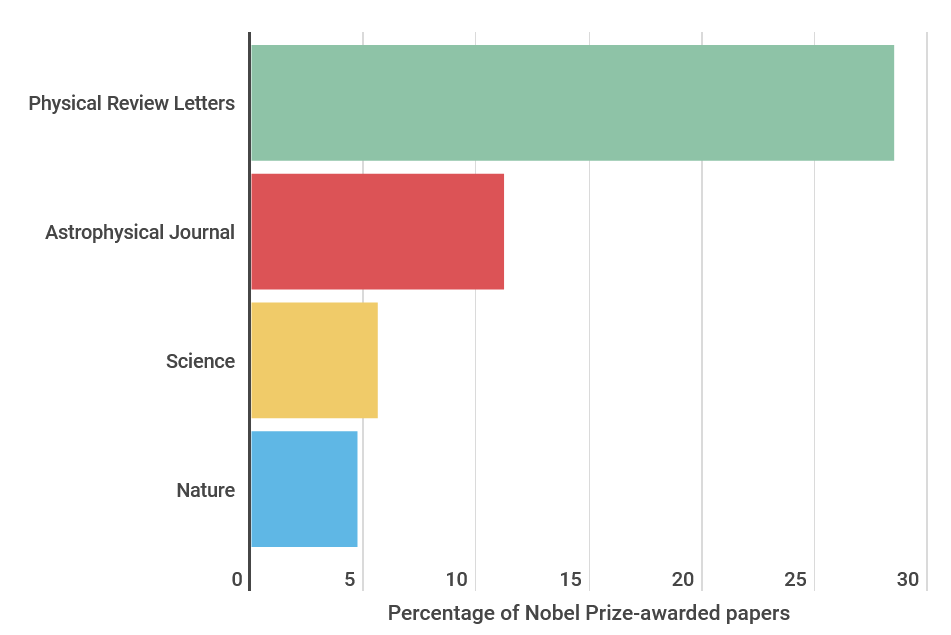 Physical Review Letters
Astrophysical Journal
Science
Nature
0 5 10 15 20 25 30
Percentage of Nobel Prize-awarded papers